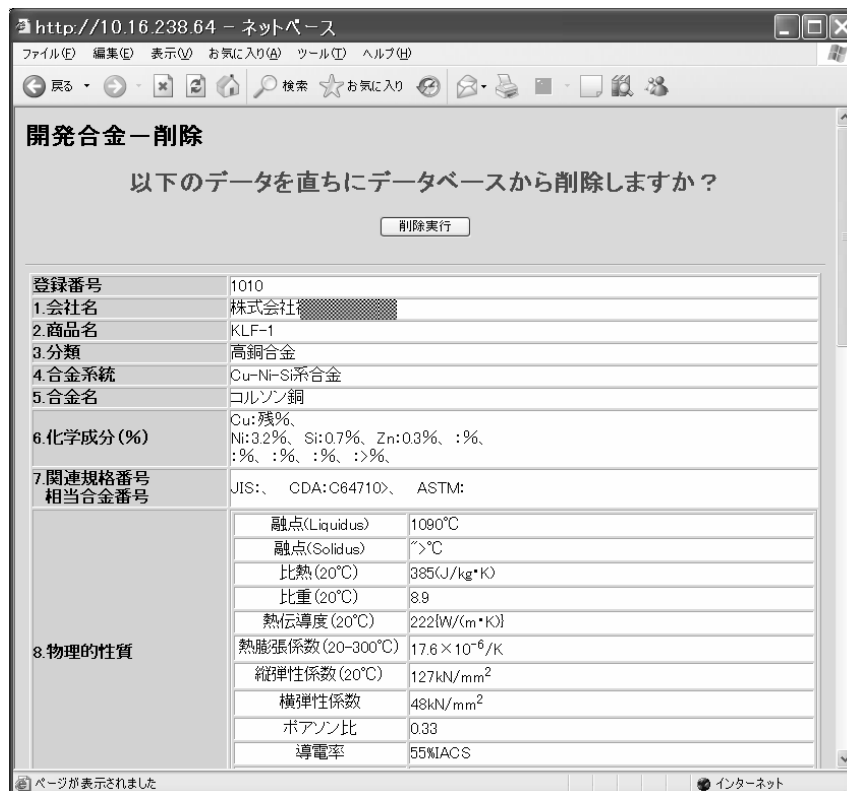 http://10.16.238.64 - ネットペース
ファイル(F) 編集(E) 表示(V) お気に入り(A) ツール(T) ヘルプ(H)
戻る 検索 お気に入り
開発合金－削除
以下のデータを直ちにデータベースから削除しますか？
削除実行
登録番号 1010
1.会社名 株式会社
2.商品名 KLF-1
3.分類 高銅合金
4.合金系統 Cu-Ni-Si系合金
5.合金名 コルソン銅
6.化学成分(%) Cu:残%、
Ni:3.2%、 Si:0.7%、 Zn:0.3%、 :%、
:%、 :%、 :%、 :>%、
7.関連規格番号
相当合金番号 JIS:、 CDA:C64710>、 ASTM:
8.物理的性質
融点(Liquidus) 1090℃
融点(Solidus) ~>℃
比熱(20℃) 385(J/kg・K)
比重(20℃) 8.9
熱伝導度(20℃) 222{W/(m・K)}
熱膨張係数(20-300℃) 17.6×10⁻⁶/K
縦弾性係数(20℃) 127kN/mm²
横弾性係数 48kN/mm²
ポアソン比 0.33
導電率 55%IACS
ページが表示されました インターネット